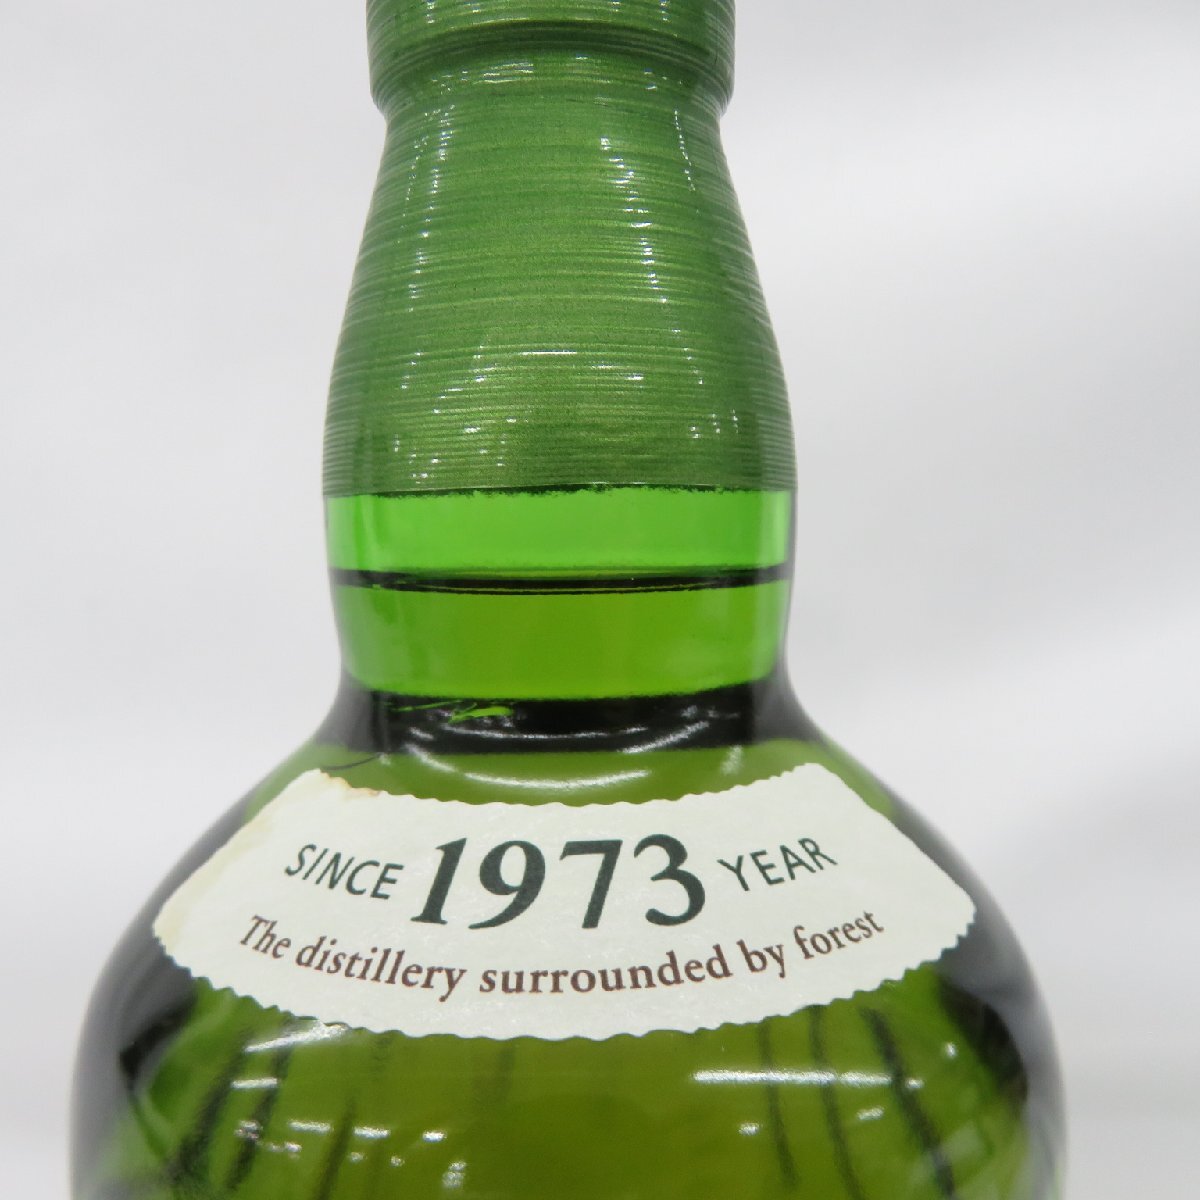 SINCE 1973 YEAR
The distillery surrounded by forest